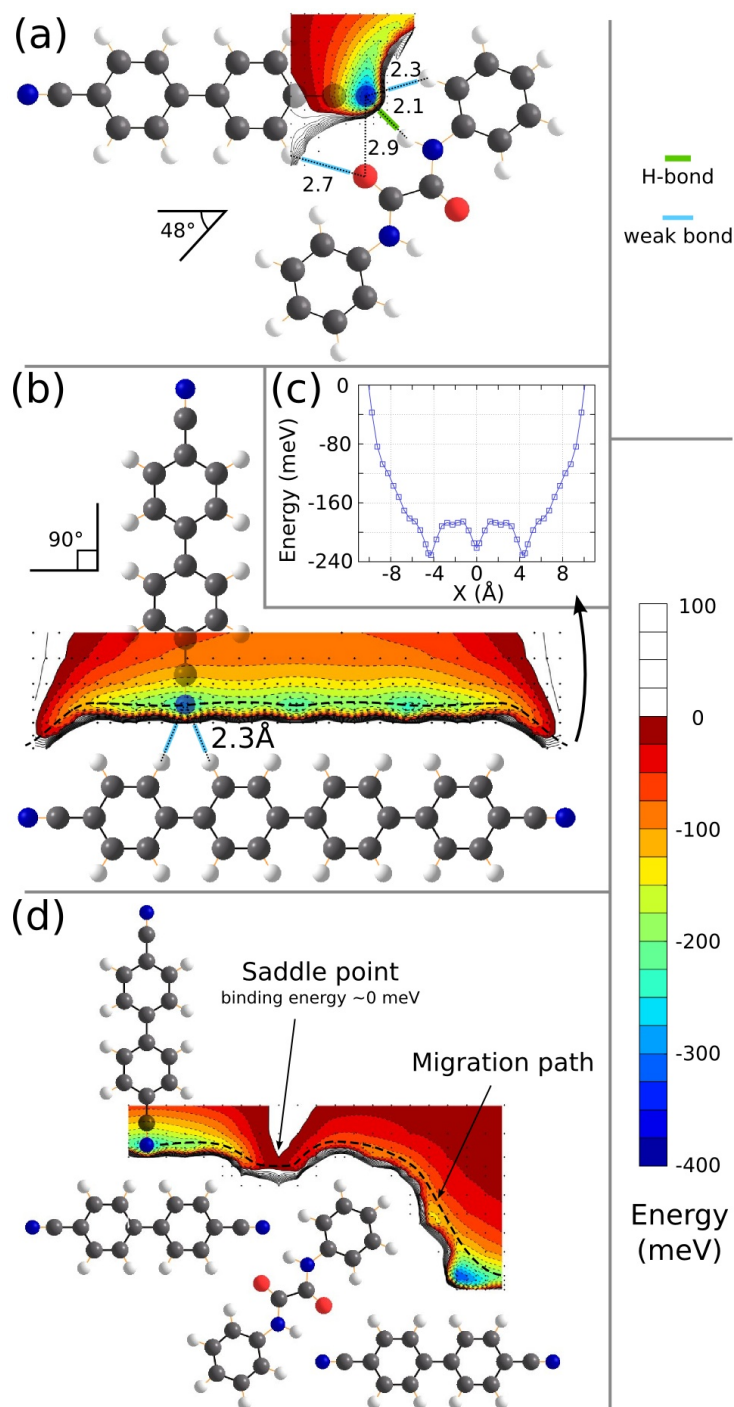 (a)
2.3
2.1
2.9
2.7
48°
H-bond
weak bond
(b)
90°
2.3Å
(c)
0
-80
-160
-240
Energy (meV)
-8
-4
0
4
8
X (Å)
(d)
Saddle point
binding energy ~0 meV
Migration path
100
0
-100
-200
-300
-400
Energy
(meV)